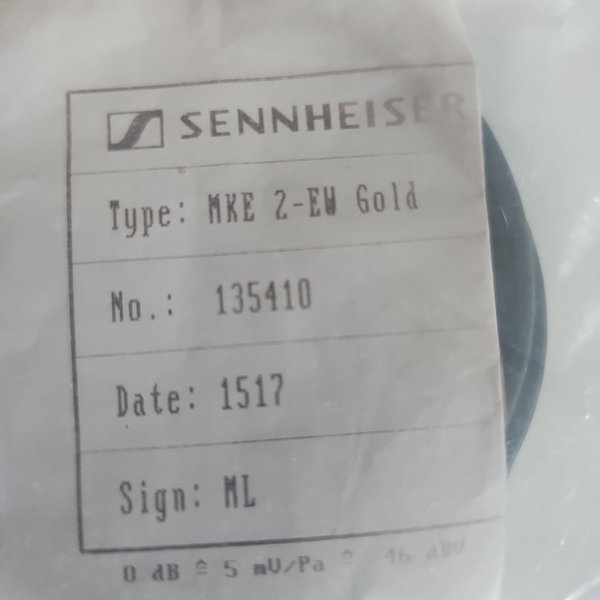 SENNHEISER
Type: MKE 2-EW Gold
No.: 135410
Date: 1517
Sign: ML
0 dB ≙ 5 mV/Pa ≙ -46 dBV